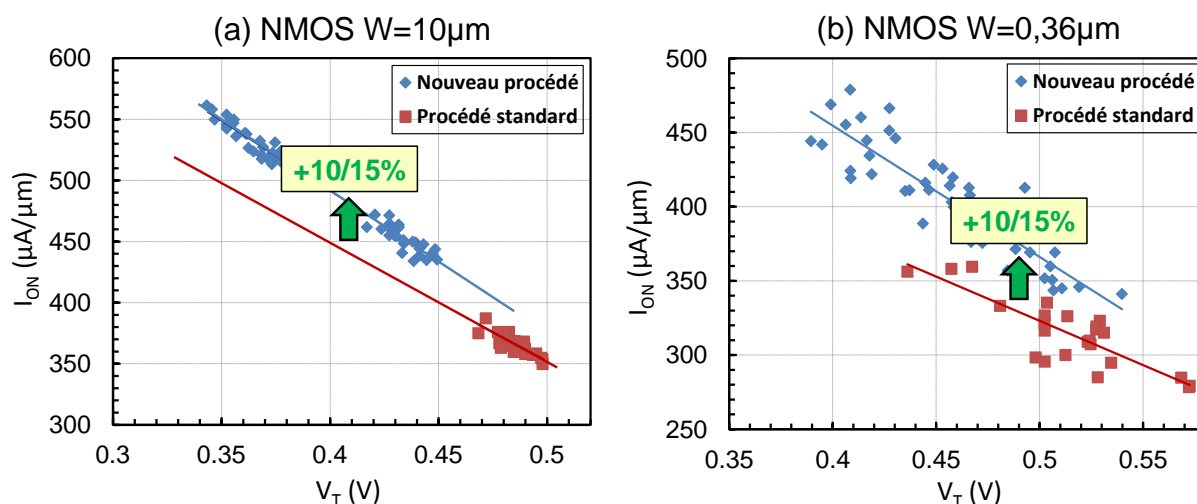 (a) NMOS W=10µm
600
550
500
450
400
350
300
0.3
0.35
0.4
0.45
0.5
I_ON (µA/µm)
V_T (V)
Nouveau procédé
Procédé standard
+10/15%
(b) NMOS W=0,36µm
500
450
400
350
300
250
0.35
0.4
0.45
0.5
0.55
I_ON (µA/µm)
V_T (V)
Nouveau procédé
Procédé standard
+10/15%